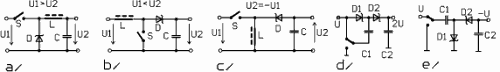 U1>U2
S
L
U1
D
C
U2
a/
U1<U2
L
D
U1
S
C
U2
b/
U2=-U1
S
D
U1
L
C
U2
c/
D1 D2
U
2U
C1 C2
d/
U
C1
D2
-U
D1
C2
e/